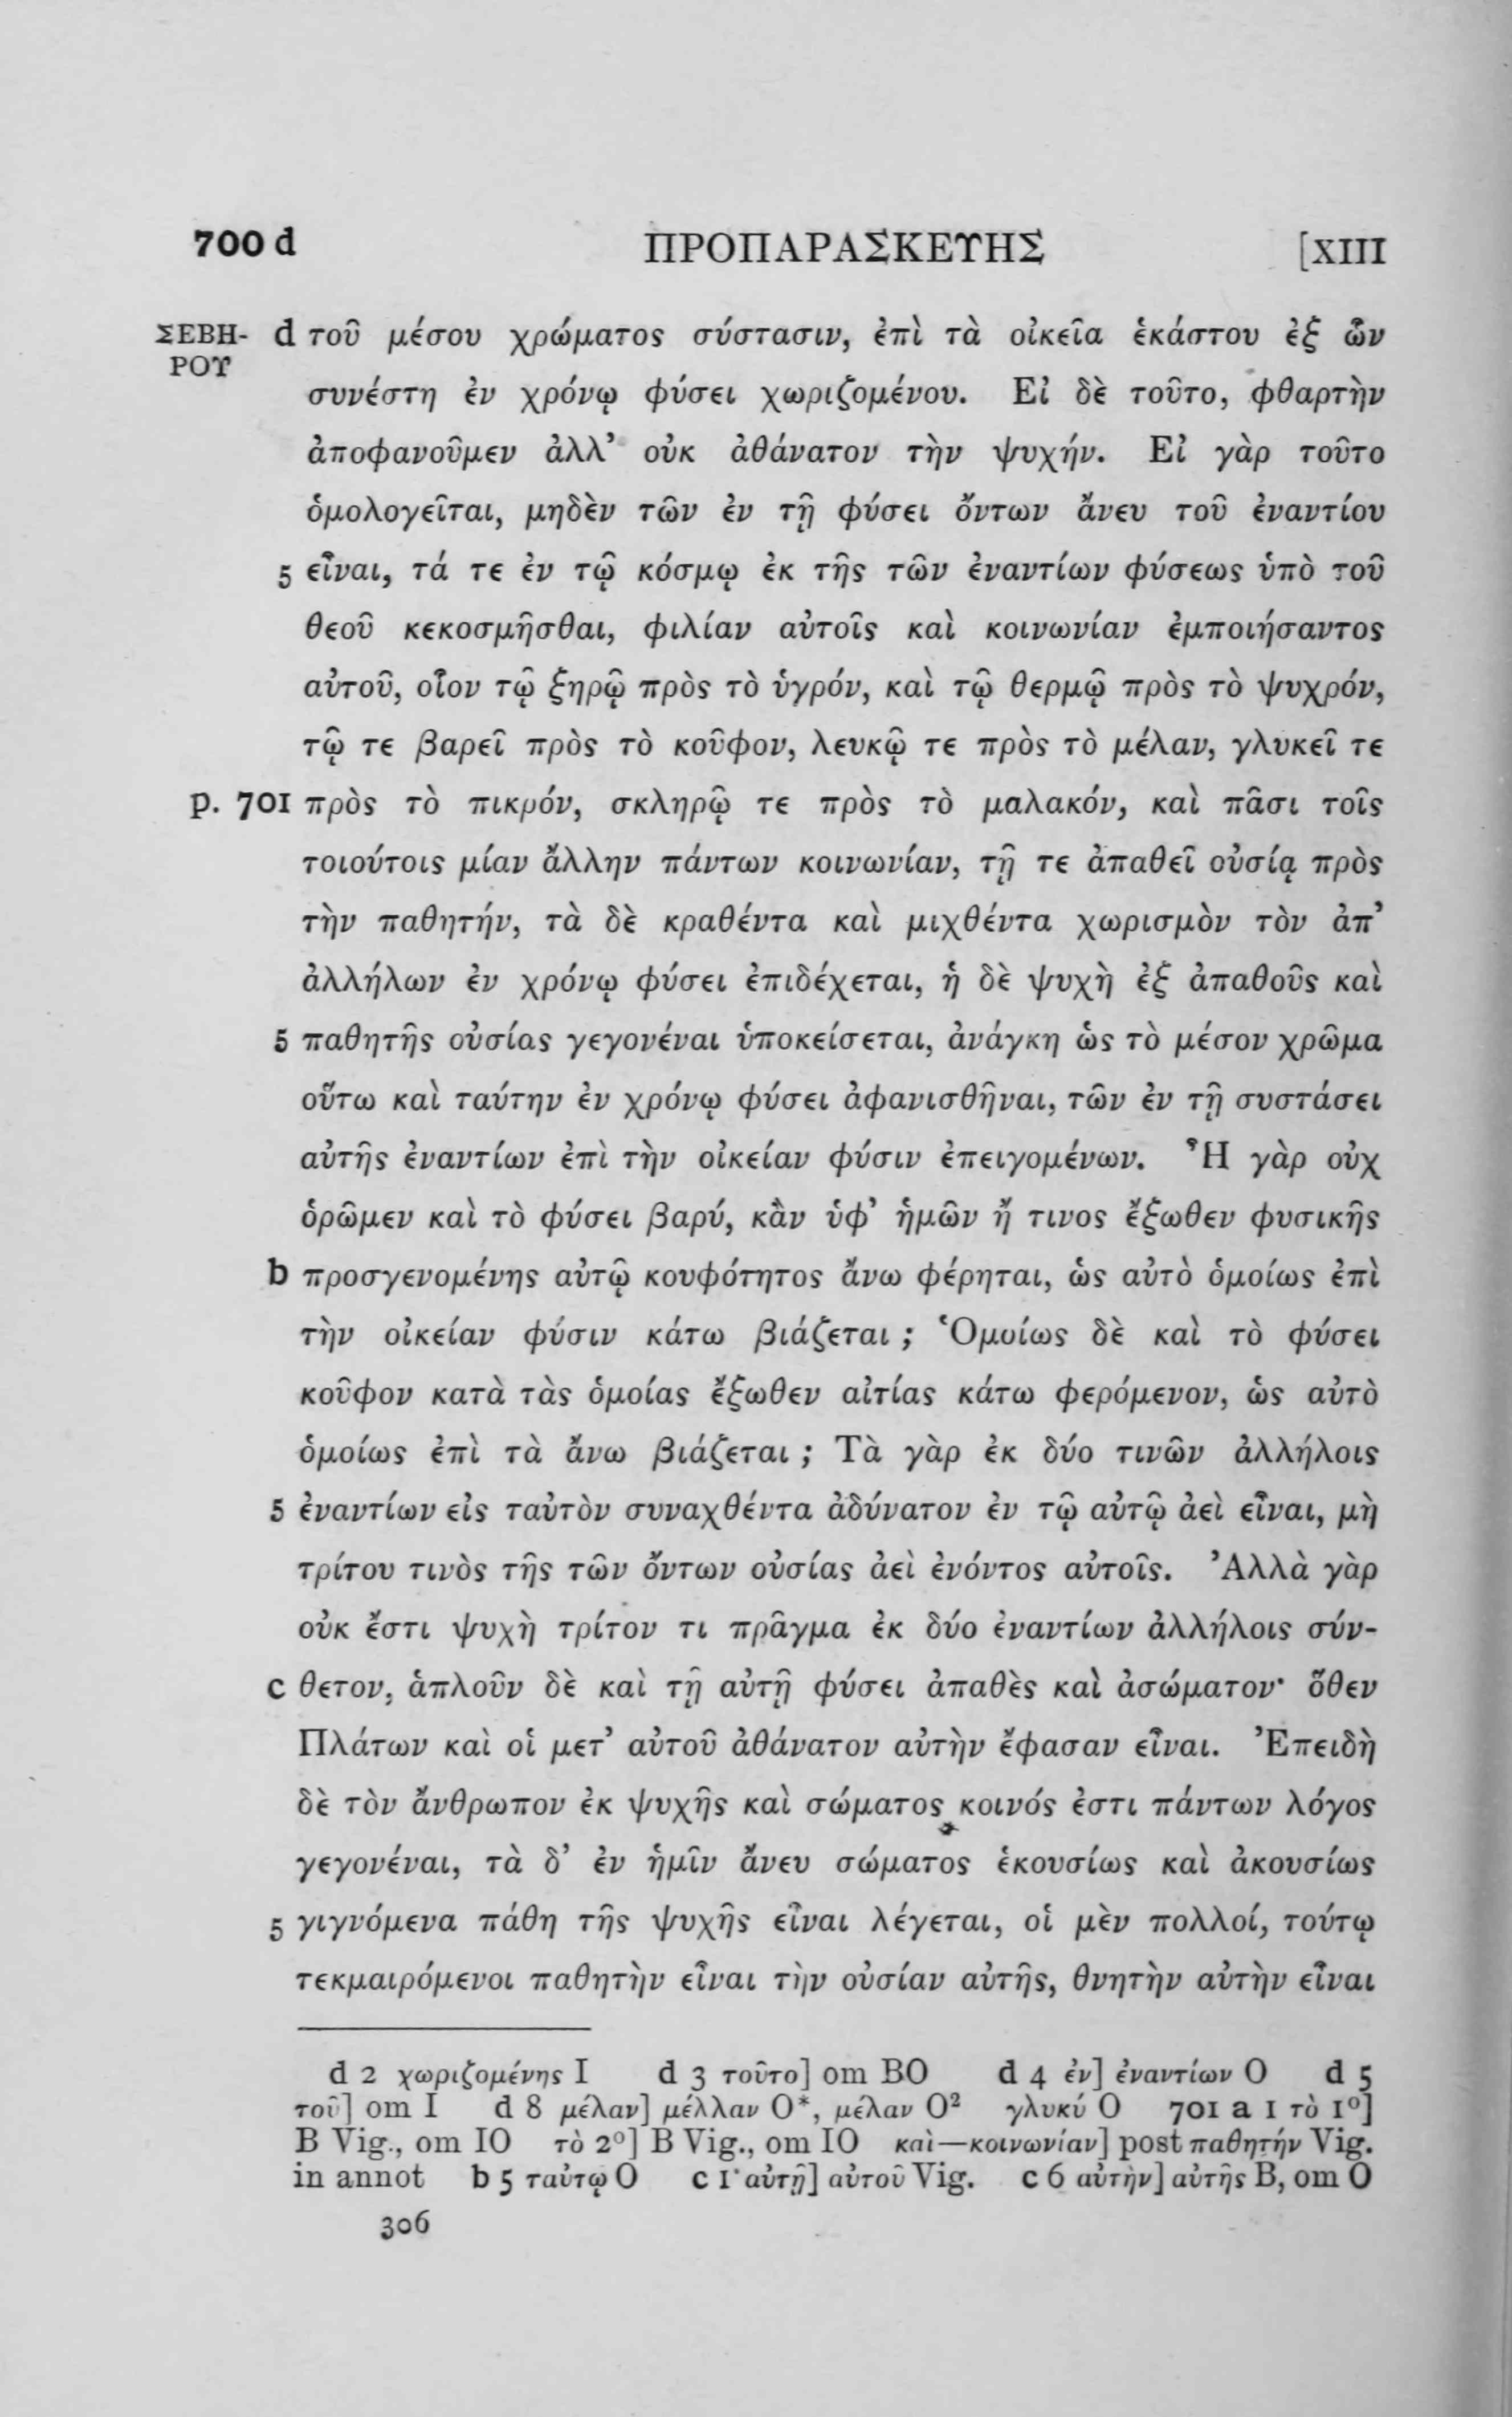 700 d ΠΡΟΠΑΡΑΣΚΕΥΗΣ [XIII
ΣΕΒΗ- d τοῦ μέσου χρώματος σύστασιν, ἐπὶ τὰ οἰκεῖα ἑκάστου ἐξ ὧν
ΡΟΥ
συνέστη ἐν χρόνῳ φύσει χωριζομένου. Εἰ δὲ τοῦτο, φθαρτὴν
ἀποφανοῦμεν ἀλλ’ οὐκ ἀθάνατον τὴν ψυχήν. Εἰ γὰρ τοῦτο
ὁμολογεῖται, μηδὲν τῶν ἐν τῇ φύσει ὄντων ἄνευ τοῦ ἐναντίου
5 εἶναι, τά τε ἐν τῷ κόσμῳ ἐκ τῆς τῶν ἐναντίων φύσεως ὑπὸ τοῦ
θεοῦ κεκοσμῆσθαι, φιλίαν αὐτοῖς καὶ κοινωνίαν ἐμποιήσαντος
αὐτοῦ, οἷον τῷ ξηρῷ πρὸς τὸ ὑγρόν, καὶ τῷ θερμῷ πρὸς τὸ ψυχρόν,
τῷ τε βαρεῖ πρὸς τὸ κοῦφον, λευκῷ τε πρὸς τὸ μέλαν, γλυκεῖ τε
p. 701 πρὸς τὸ πικρόν, σκληρῷ τε πρὸς τὸ μαλακόν, καὶ πᾶσι τοῖς
τοιούτοις μίαν ἄλλην πάντων κοινωνίαν, τῇ τε ἀπαθεῖ οὐσίᾳ πρὸς
τὴν παθητήν, τὰ δὲ κραθέντα καὶ μιχθέντα χωρισμὸν τὸν ἀπ’
ἀλλήλων ἐν χρόνῳ φύσει ἐπιδέχεται, ἡ δὲ ψυχὴ ἐξ ἀπαθοῦς καὶ
5 παθητῆς οὐσίας γεγονέναι ὑποκείσεται, ἀνάγκη ὡς τὸ μέσον χρῶμα
οὕτω καὶ ταύτην ἐν χρόνῳ φύσει ἀφανισθῆναι, τῶν ἐν τῇ συστάσει
αὐτῆς ἐναντίων ἐπὶ τὴν οἰκείαν φύσιν ἐπειγομένων. Ἦ γὰρ οὐχ
ὁρῶμεν καὶ τὸ φύσει βαρύ, κἂν ὑφ’ ἡμῶν ἤ τινος ἔξωθεν φυσικῆς
b προσγενομένης αὐτῷ κουφότητος ἄνω φέρηται, ὡς αὐτὸ ὁμοίως ἐπὶ
τὴν οἰκείαν φύσιν κάτω βιάζεται ; Ὁμοίως δὲ καὶ τὸ φύσει
κοῦφον κατὰ τὰς ὁμοίας ἔξωθεν αἰτίας κάτω φερόμενον, ὡς αὐτὸ
ὁμοίως ἐπὶ τὰ ἄνω βιάζεται ; Τὰ γὰρ ἐκ δύο τινῶν ἀλλήλοις
5 ἐναντίων εἰς ταὐτὸν συναχθέντα ἀδύνατον ἐν τῷ αὐτῷ ἀεὶ εἶναι, μὴ
τρίτου τινὸς τῆς τῶν ὄντων οὐσίας ἀεὶ ἐνόντος αὐτοῖς. Ἀλλὰ γὰρ
οὐκ ἔστι ψυχὴ τρίτον τι πρᾶγμα ἐκ δύο ἐναντίων ἀλλήλοις σύν-
c θετον, ἁπλοῦν δὲ καὶ τῇ αὐτῇ φύσει ἀπαθὲς καὶ ἀσώματον· ὅθεν
Πλάτων καὶ οἱ μετ’ αὐτοῦ ἀθάνατον αὐτὴν ἔφασαν εἶναι. Ἐπειδὴ
δὲ τὸν ἄνθρωπον ἐκ ψυχῆς καὶ σώματος κοινός ἐστι πάντων λόγος
γεγονέναι, τὰ δ’ ἐν ἡμῖν ἄνευ σώματος ἑκουσίως καὶ ἀκουσίως
5 γιγνόμενα πάθη τῆς ψυχῆς εἶναι λέγεται, οἱ μὲν πολλοί, τούτῳ
τεκμαιρόμενοι παθητὴν εἶναι τὴν οὐσίαν αὐτῆς, θνητὴν αὐτὴν εἶναι
d 2 χωριζομένης I d 3 τοῦτο] om BO d 4 ἐν] ἐναντίων O d 5
τοῦ] om I d 8 μέλαν] μέλλαν O*, μέλαν O² γλυκύ O 701 a 1 τὸ 1⁰]
B Vig., om IO τὸ 2⁰] B Vig., om IO καὶ—κοινωνίαν] post παθητήν Vig.
in annot b 5 ταὐτῳ O c 1 αὐτῇ] αὐτοῦ Vig. c 6 αὐτὴν] αὐτῆς B, om O
306